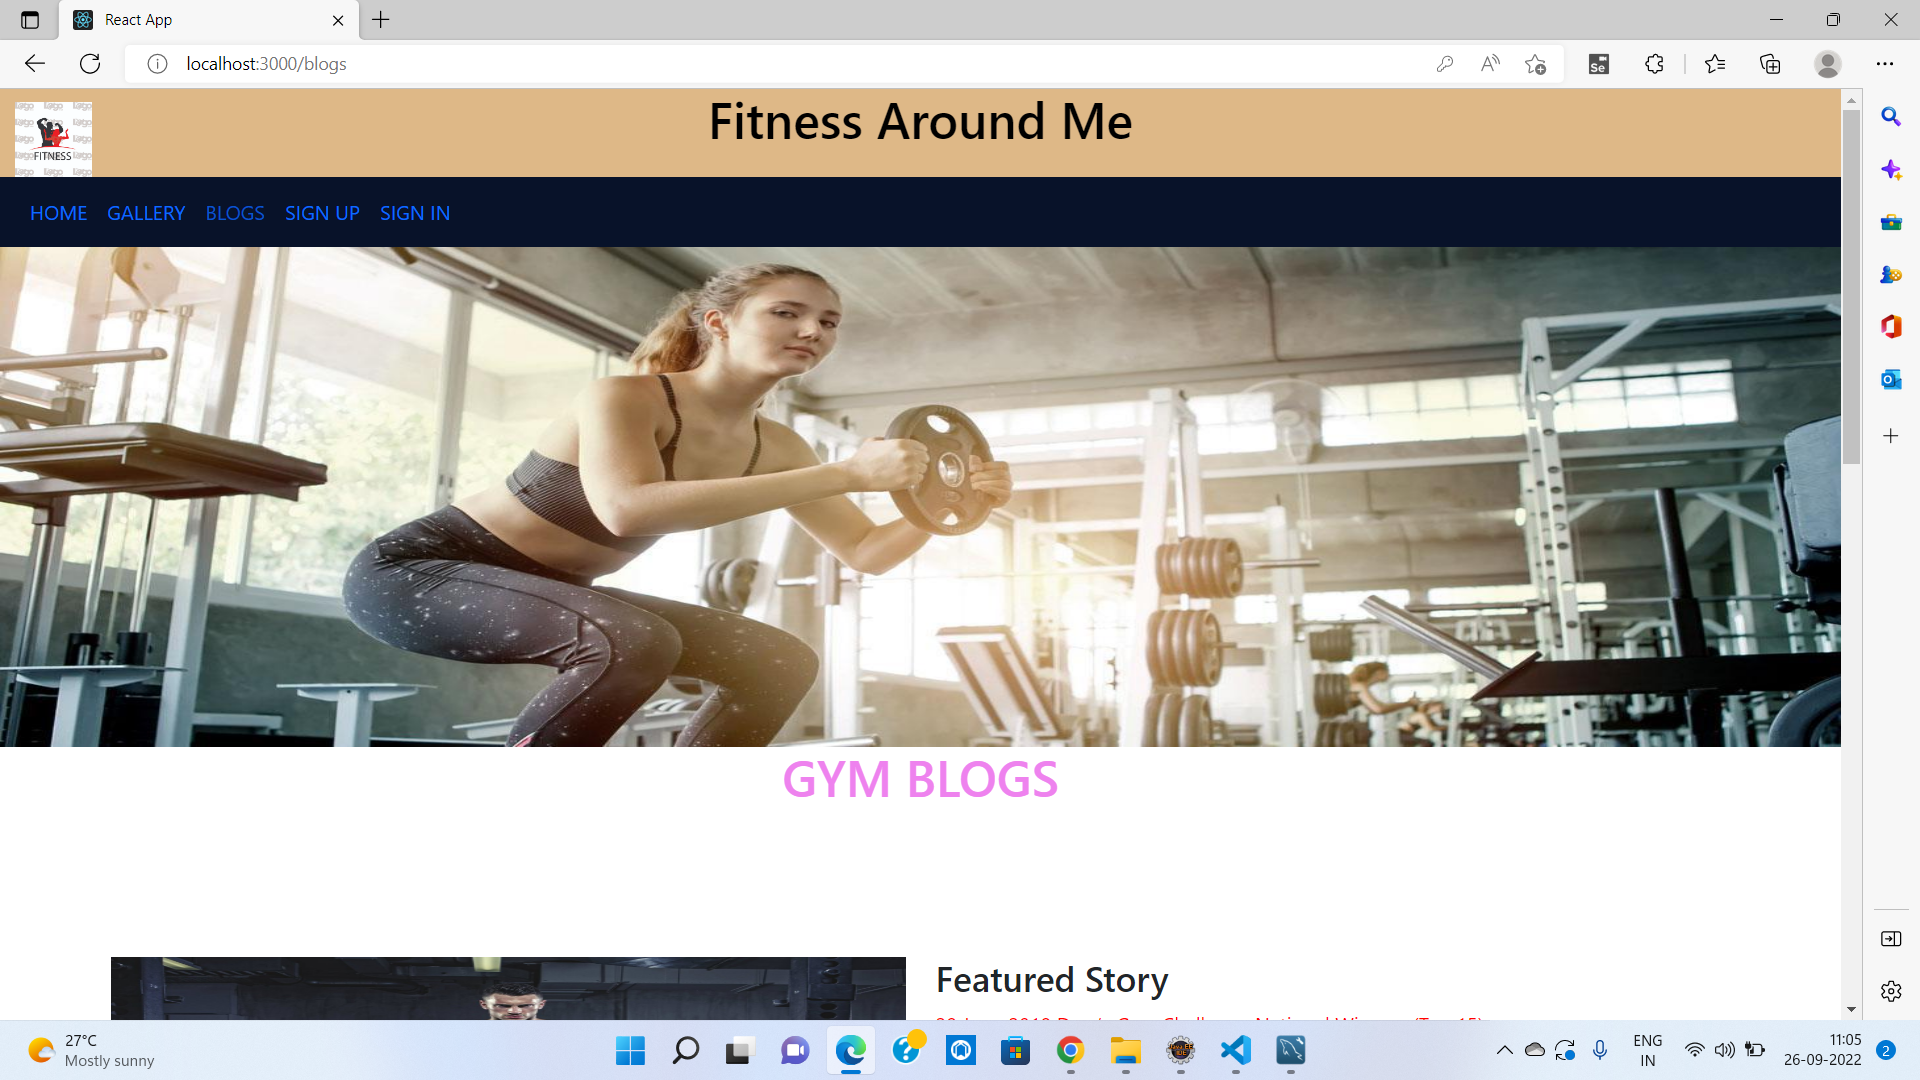 React App
localhost:3000/blogs
Se
Fitness Around Me
FITNESS
HOME GALLERY BLOGS SIGN UP SIGN IN
GYM BLOGS
Featured Story
27°C
Mostly sunny
ENG
IN
11:05
26-09-2022
2